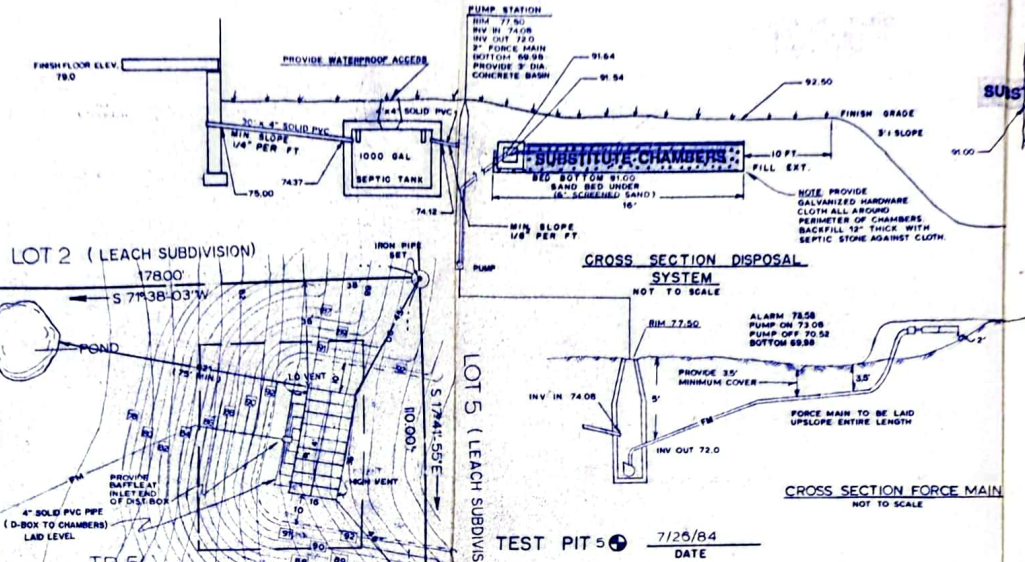 PUMP STATION
RIM 77.50
INV IN 74.08
INV OUT 72.0
2" FORCE MAIN
BOTTOM 69.98
PROVIDE 3' DIA.
CONCRETE BASIN
FINISH FLOOR ELEV.
79.0
PROVIDE WATERPROOF ACCESS
91.64
91.54
92.50
FINISH GRADE
3:1 SLOPE
91.00
4" SOLID PVC
4" SOLID PVC
MIN. SLOPE
1/4" PER FT.
1000 GAL
SEPTIC TANK
74.37
75.00
74.12
SUBSTITUTE CHAMBERS
10 FT.
FILL EXT.
BED BOTTOM 91.00
SAND BED UNDER
(6" SCREENED SAND)
16'
MIN. SLOPE
1/8" PER FT.
NOTE: PROVIDE
GALVANIZED HARDWARE
CLOTH ALL AROUND
PERIMETER OF CHAMBERS.
BACKFILL 12" THICK WITH
SEPTIC STONE AGAINST CLOTH.
PUMP
CROSS SECTION DISPOSAL
SYSTEM
NOT TO SCALE
LOT 2 (LEACH SUBDIVISION)
178.00'
S 71°-38'-03"W
IRON PIPE
SET
POND
(75' MIN)
VENT
HIGH VENT
110.00'
S 17°41'.55"E
LOT 5 (LEACH SUBDIVIS
FM
PROVIDE
BAFFLE AT
INLET END
OF DIST. BOX
4" SOLID PVC PIPE
(D-BOX TO CHAMBERS)
LAID LEVEL
16
10
90
92
RIM 77.50
ALARM 73.58
PUMP ON 73.08
PUMP OFF 70.52
BOTTOM 69.98
PROVIDE 3.5'
MINIMUM COVER
3.5'
2"
INV IN 74.08
5'
FM
FORCE MAIN TO BE LAID
UPSLOPE ENTIRE LENGTH
INV OUT 72.0
CROSS SECTION FORCE MAIN
NOT TO SCALE
TEST PIT 5
7/26/84
DATE